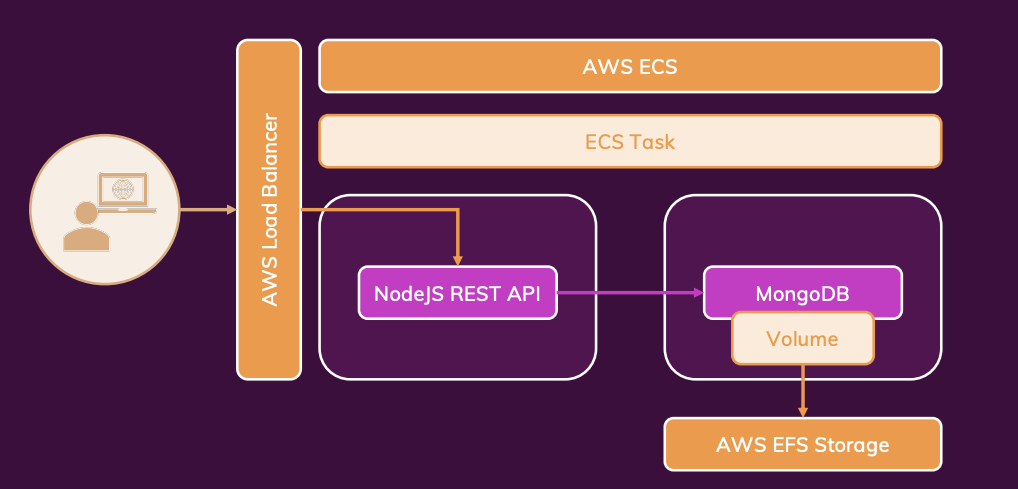 AWS Load Balancer
AWS ECS
ECS Task
NodeJS REST API
MongoDB
Volume
AWS EFS Storage